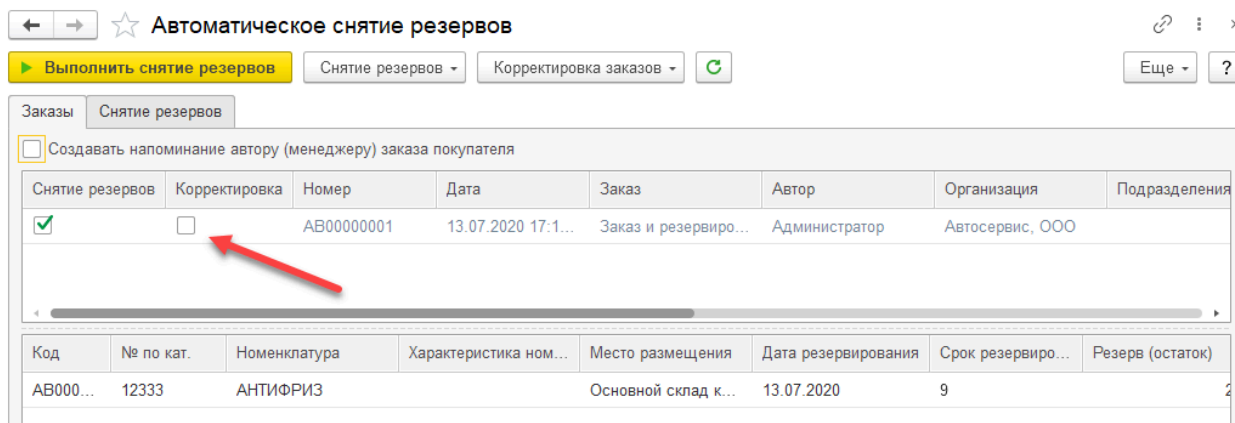 Автоматическое снятие резервов
Выполнить снятие резервов Снятие резервов Корректировка заказов Еще ?
Заказы Снятие резервов
Создавать напоминание автору (менеджеру) заказа покупателя
Снятие резервов Корректировка Номер Дата Заказ Автор Организация Подразделения
АВ00000001 13.07.2020 17:1... Заказ и резервиро... Администратор Автосервис, ООО
Код № по кат. Номенклатура Характеристика ном... Место размещения Дата резервирования Срок резервиро... Резерв (остаток)
АВ000... 12333 АНТИФРИЗ Основной склад к... 13.07.2020 9